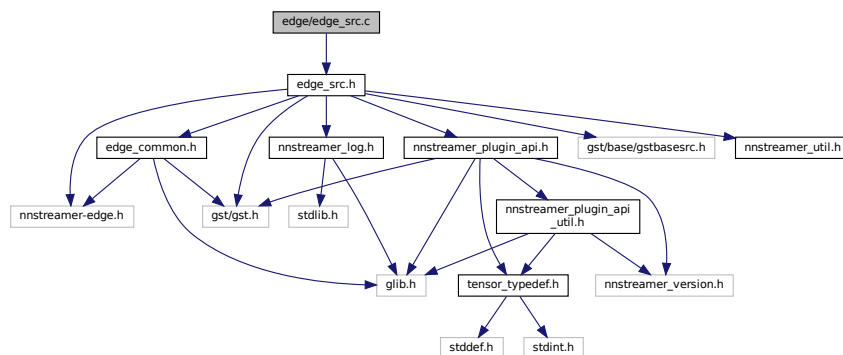 edge/edge_src.c
edge_src.h
edge_common.h
nnstreamer_log.h
nnstreamer_plugin_api.h
gst/base/gstbasesrc.h
nnstreamer_util.h
nnstreamer-edge.h
gst/gst.h
stdlib.h
nnstreamer_plugin_api
_util.h
glib.h
tensor_typedef.h
nnstreamer_version.h
stddef.h
stdint.h